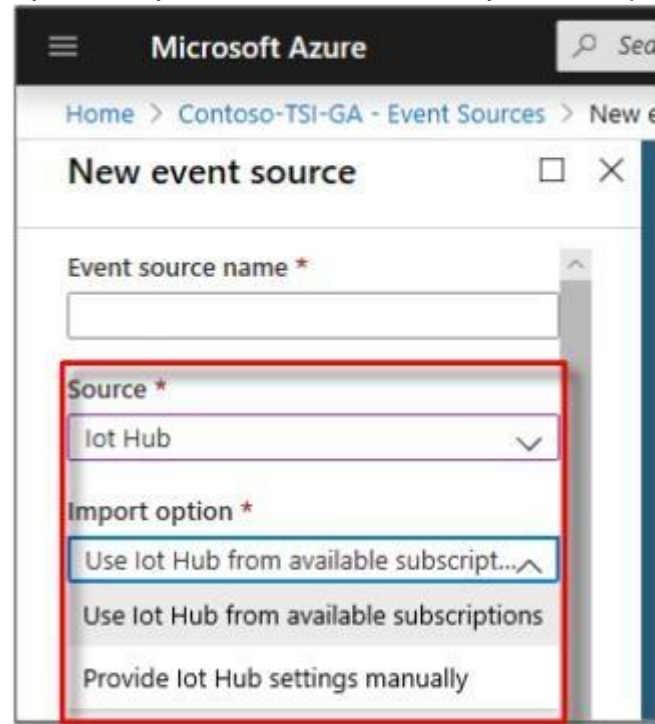 Microsoft Azure
Home > Contoso-TSI-GA - Event Sources > New
New event source
Event source name *
Source *
Iot Hub
Import option *
Use Iot Hub from available subscript...
Use Iot Hub from available subscriptions
Provide Iot Hub settings manually